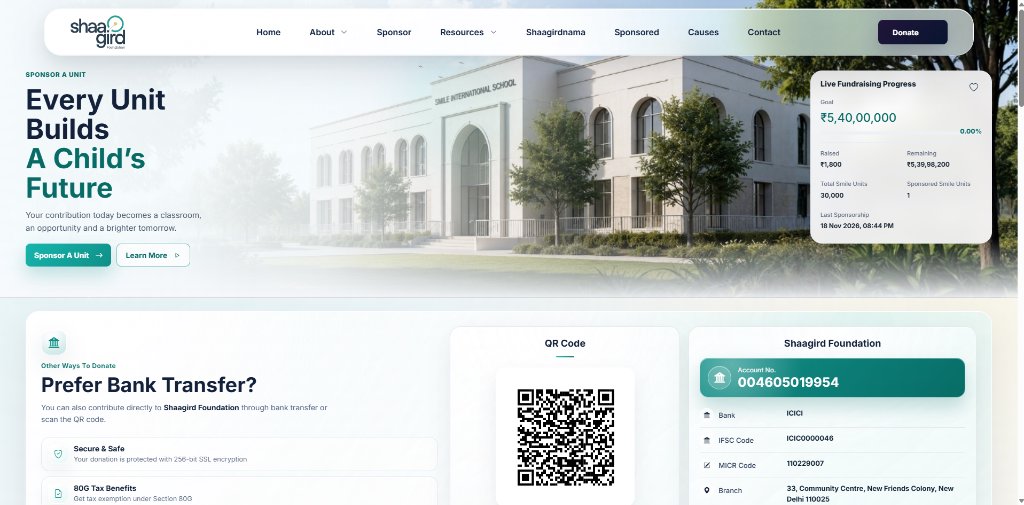 shaagird
Foundation
Home
About
Sponsor
Resources
Shaagirdnama
Sponsored
Causes
Contact
Donate
SPONSOR A UNIT
Every Unit
Builds
A Child's
Future
Your contribution today becomes a classroom,
an opportunity and a brighter tomorrow.
Sponsor A Unit →
Learn More
SMILE INTERNATIONAL SCHOOL
Live Fundraising Progress
Goal
₹5,40,00,000
0.00%
Raised
₹1,800
Remaining
₹5,39,98,200
Total Smile Units
30,000
Sponsored Smile Units
1
Last Sponsorship
18 Nov 2026, 08:44 PM
Other Ways To Donate
Prefer Bank Transfer?
You can also contribute directly to Shaagird Foundation through bank transfer or
scan the QR code.
Secure & Safe
Your donation is protected with 256-bit SSL encryption
80G Tax Benefits
Get tax exemption under Section 80G
QR Code
Shaagird Foundation
Account No.
004605019954
Bank
ICICI
IFSC Code
ICIC0000046
MICR Code
110229007
Branch
33, Community Centre, New Friends Colony, New
Delhi 110025